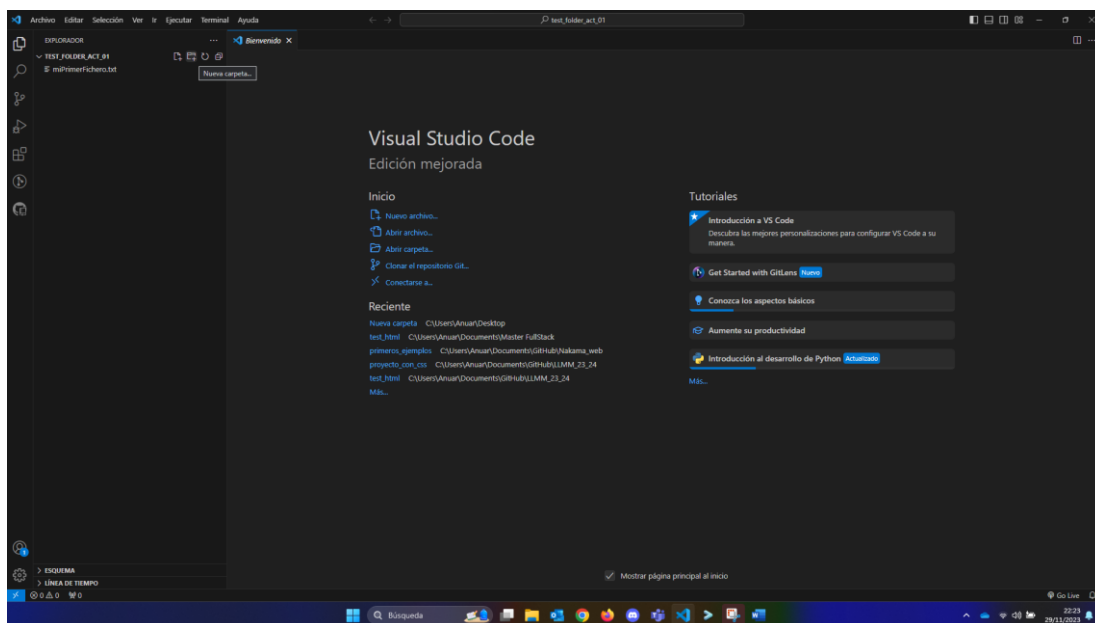 Archivo Editar Selección Ver Ir Ejecutar Terminal Ayuda
test_folder_act_01
EXPLORADOR
Bienvenido
TEST_FOLDER_ACT_01
miPrimerFichero.txt
Nueva carpeta...
Visual Studio Code
Edición mejorada
Inicio
Nuevo archivo...
Abrir archivo...
Abrir carpeta...
Clonar el repositorio Git...
Conectarse a...
Reciente
Nueva carpeta C:\Users\Anuar\Desktop
test_html C:\Users\Anuar\Documents\Master FullStack
primeros_ejemplos C:\Users\Anuar\Documents\GitHub\Nakama_web
proyecto_con_css C:\Users\Anuar\Documents\GitHub\LLMM_23_24
test_html C:\Users\Anuar\Documents\GitHub\LLMM_23_24
Más...
Tutoriales
Introducción a VS Code
Descubra las mejores personalizaciones para configurar VS Code a su
manera.
Get Started with GitLens Nuevo
Conozca los aspectos básicos
Aumente su productividad
Introducción al desarrollo de Python Actualizado
Más...
Mostrar página principal al inicio
ESQUEMA
LÍNEA DE TIEMPO
0 0 0
Go Live
Búsqueda
22:23
29/11/2023